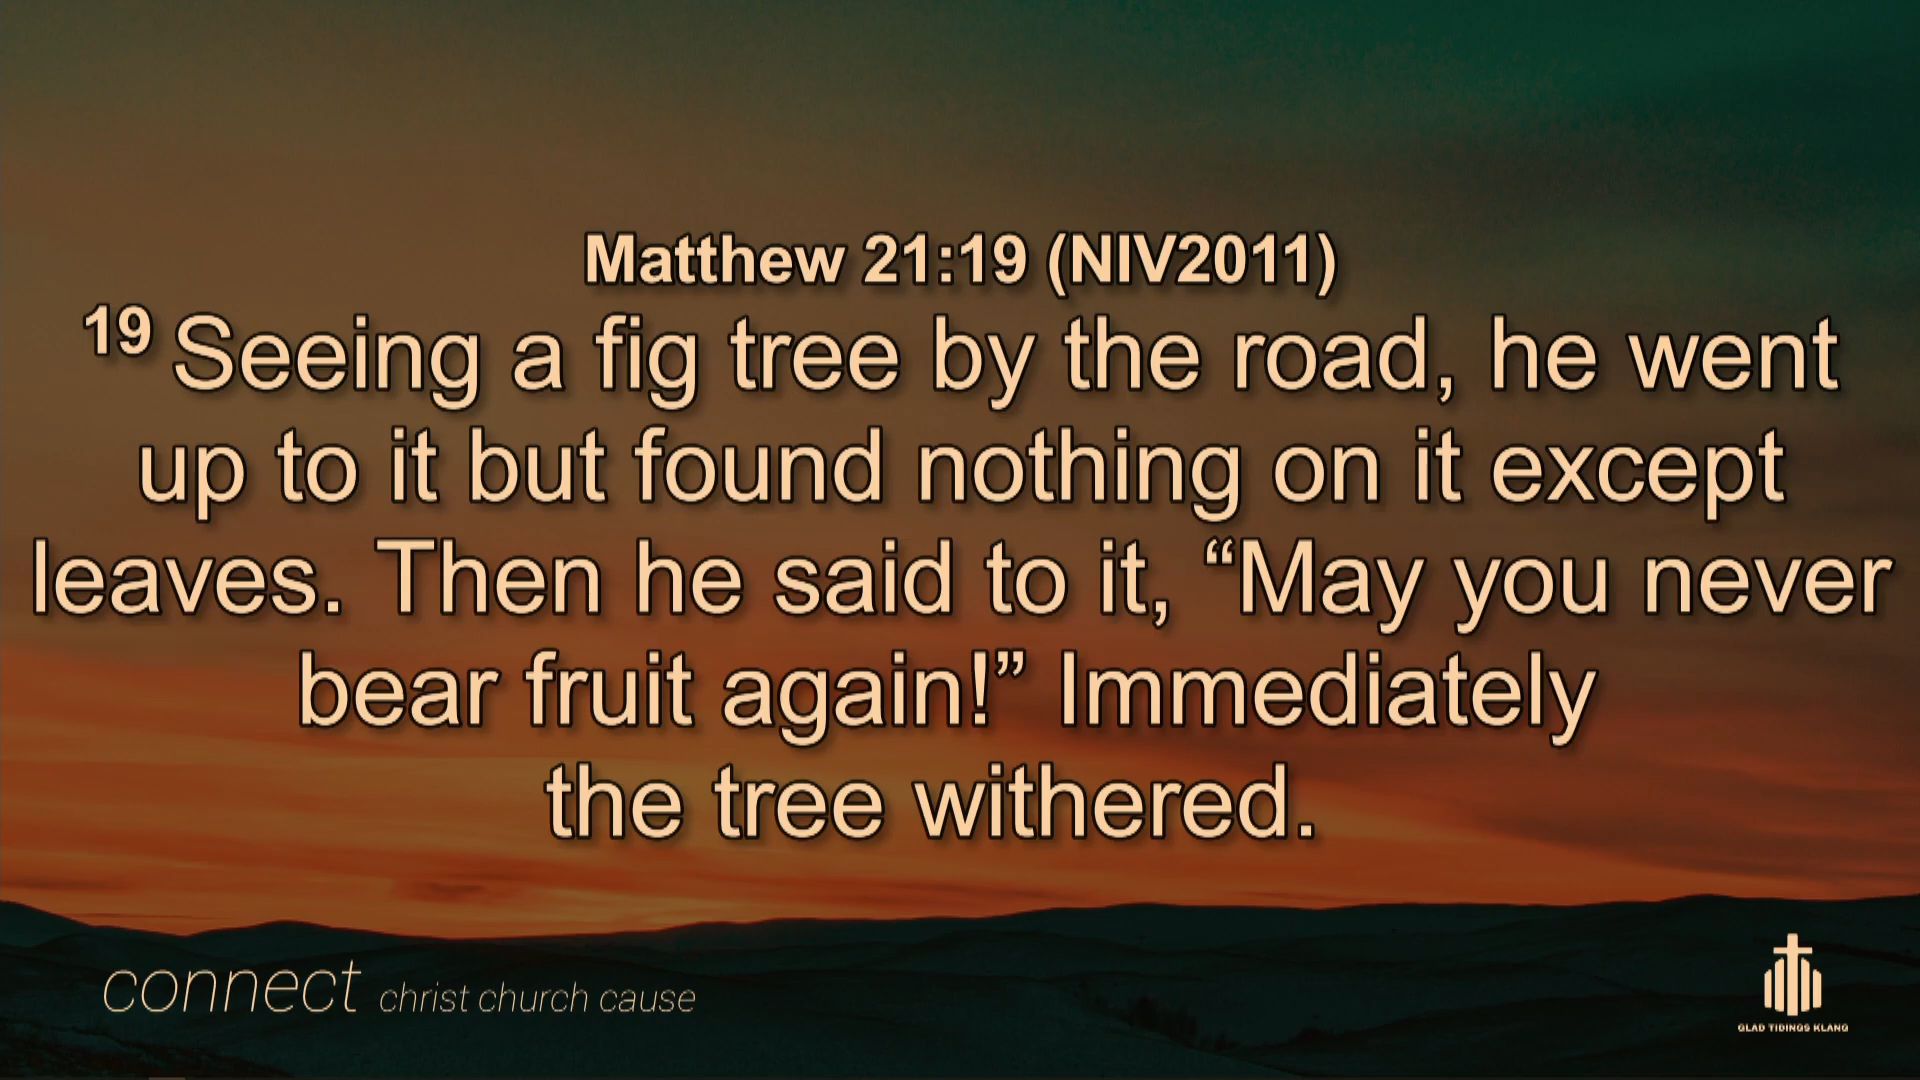 Matthew 21:19 (NIV2011)
19 Seeing a fig tree by the road, he went
up to it but found nothing on it except
leaves. Then he said to it, “May you never
bear fruit again!” Immediately
the tree withered.
connect christ church cause
GLAD TIDINGS KLANG